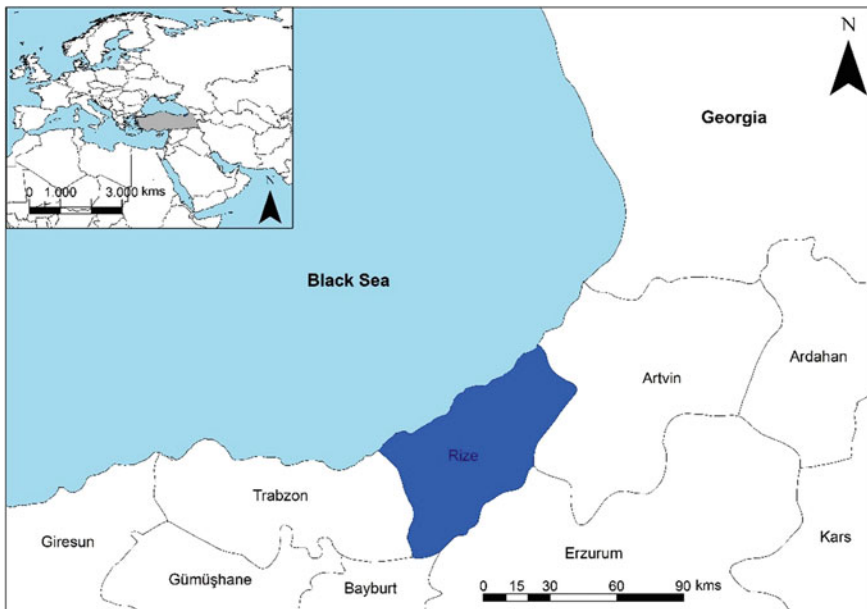 N
Georgia
0 1.000 3.000 kms
N
Black Sea
Ardahan
Artvin
Rize
Trabzon
Giresun
Kars
Erzurum
Gümüşhane
Bayburt
0 15 30 60 90 kms